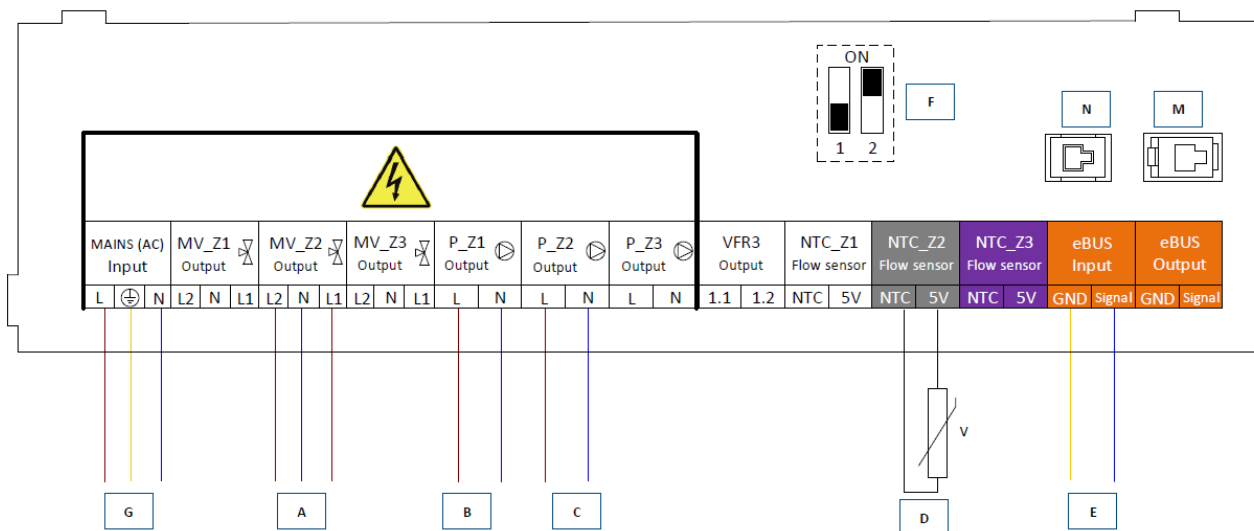 ON
F
1 2
N
M
MAINS (AC)
Input
MV_Z1
Output
MV_Z2
Output
MV_Z3
Output
P_Z1
Output
P_Z2
Output
P_Z3
Output
VFR3
Output
NTC_Z1
Flow sensor
NTC_Z2
Flow sensor
NTC_Z3
Flow sensor
eBUS
Input
eBUS
Output
L N L2 N L1 L2 N L1 L2 N L1 L N L N L N 1.1 1.2 NTC 5V NTC 5V NTC 5V GND Signal GND Signal
V
G
A
B
C
D
E